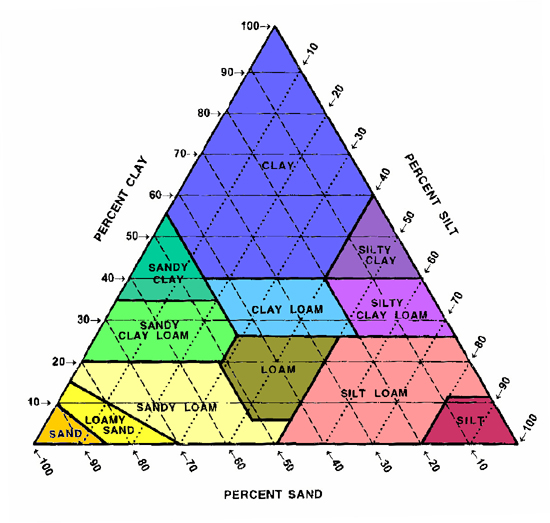 100→
←10
90→
←20
80→
←30
70→
CLAY
←40
60→
PERCENT CLAY
PERCENT SILT
←50
50→
SILTY
CLAY
←60
SANDY
CLAY
40→
←70
SILTY
CLAY LOAM
CLAY LOAM
30→
SANDY
CLAY LOAM
←80
20→
LOAM
←90
SILT LOAM
10→
SANDY LOAM
LOAMY
SAND
SILT
SAND
←100
←100
←90
←80
←70
←60
←50
←40
←30
←20
←10
PERCENT SAND